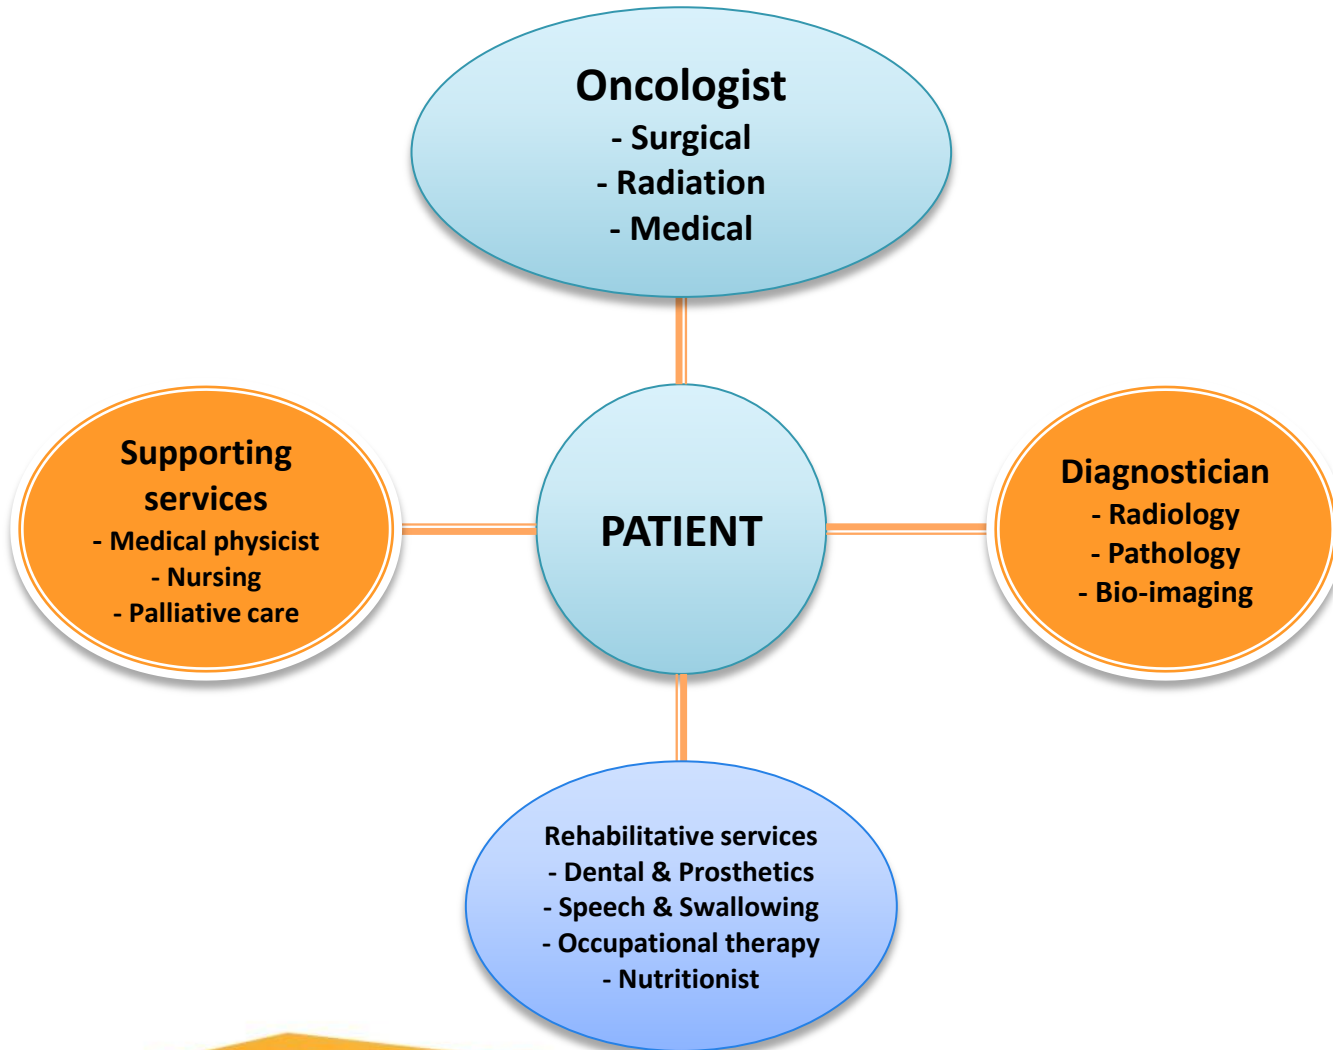 Oncologist
- Surgical
- Radiation
- Medical
Supporting
services
- Medical physicist
- Nursing
- Palliative care
PATIENT
Diagnostician
- Radiology
- Pathology
- Bio-imaging
Rehabilitative services
- Dental & Prosthetics
- Speech & Swallowing
- Occupational therapy
- Nutritionist